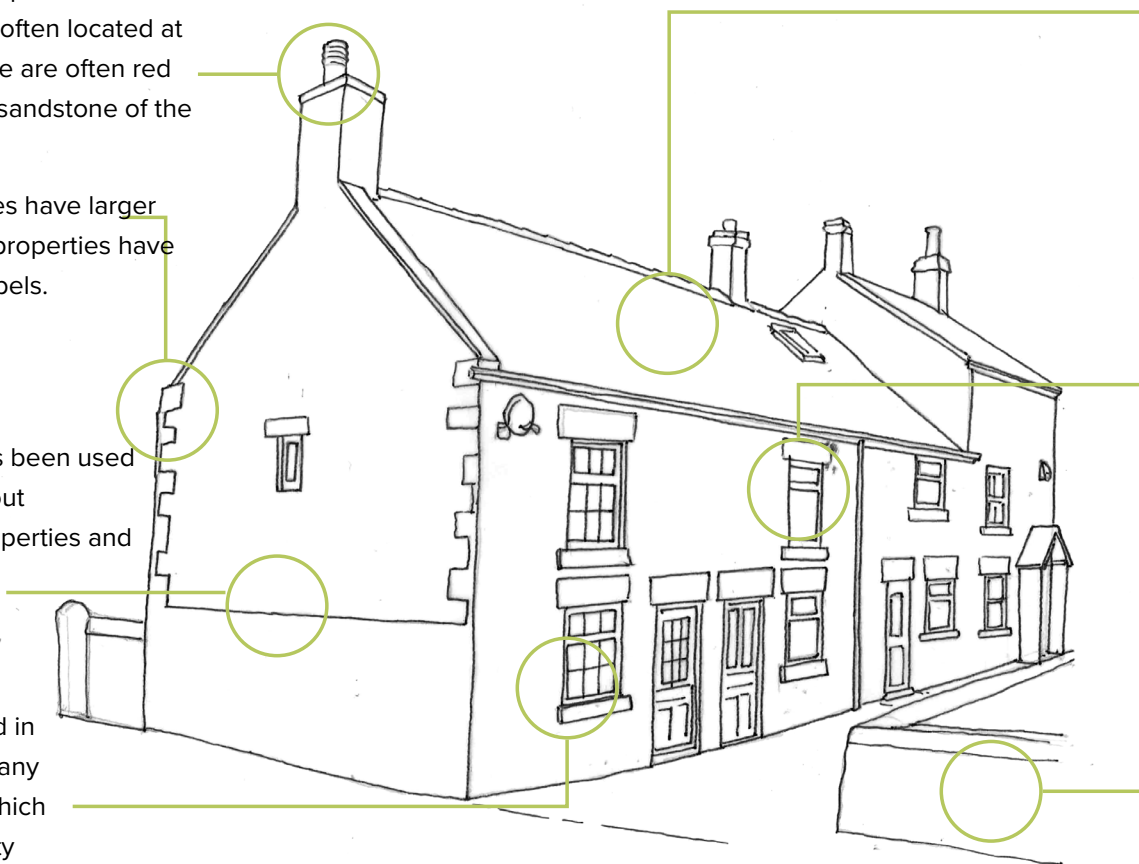 often located at
e are often red
sandstone of the
es have larger
properties have
bels.
s been used
out
perties and
d in
any
hich
ty